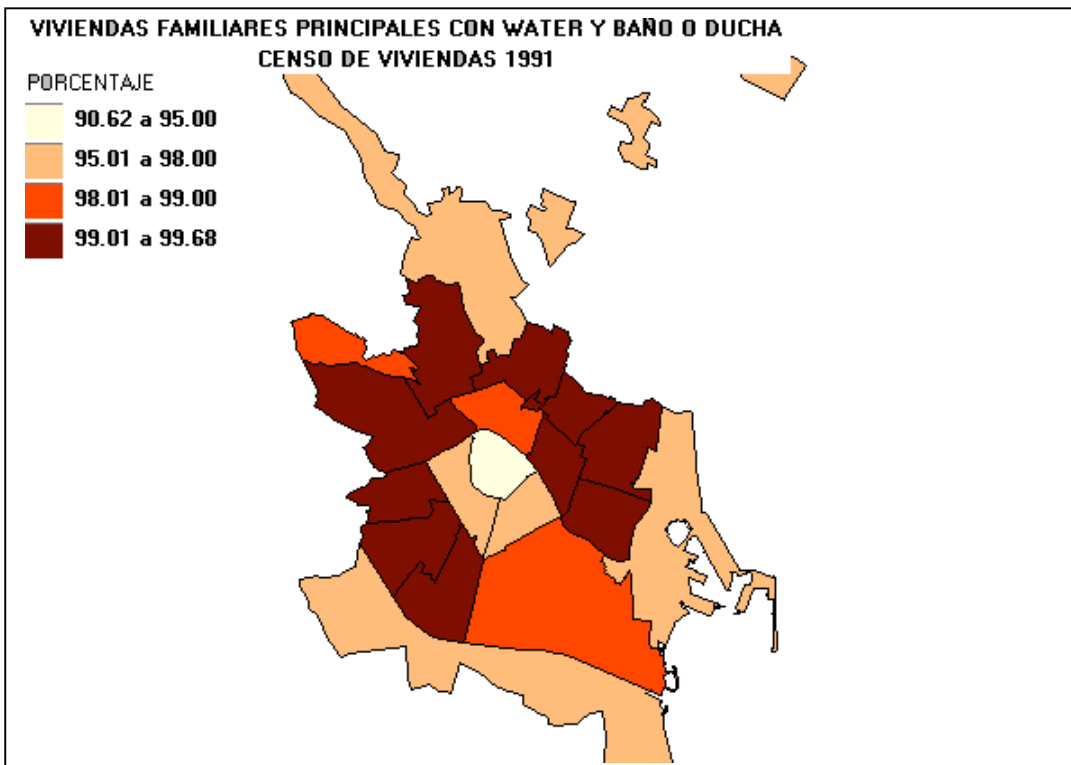 VIVIENDAS FAMILIARES PRINCIPALES CON WATER Y BAÑO O DUCHA
CENSO DE VIVIENDAS 1991
PORCENTAJE
90.62 a 95.00
95.01 a 98.00
98.01 a 99.00
99.01 a 99.68